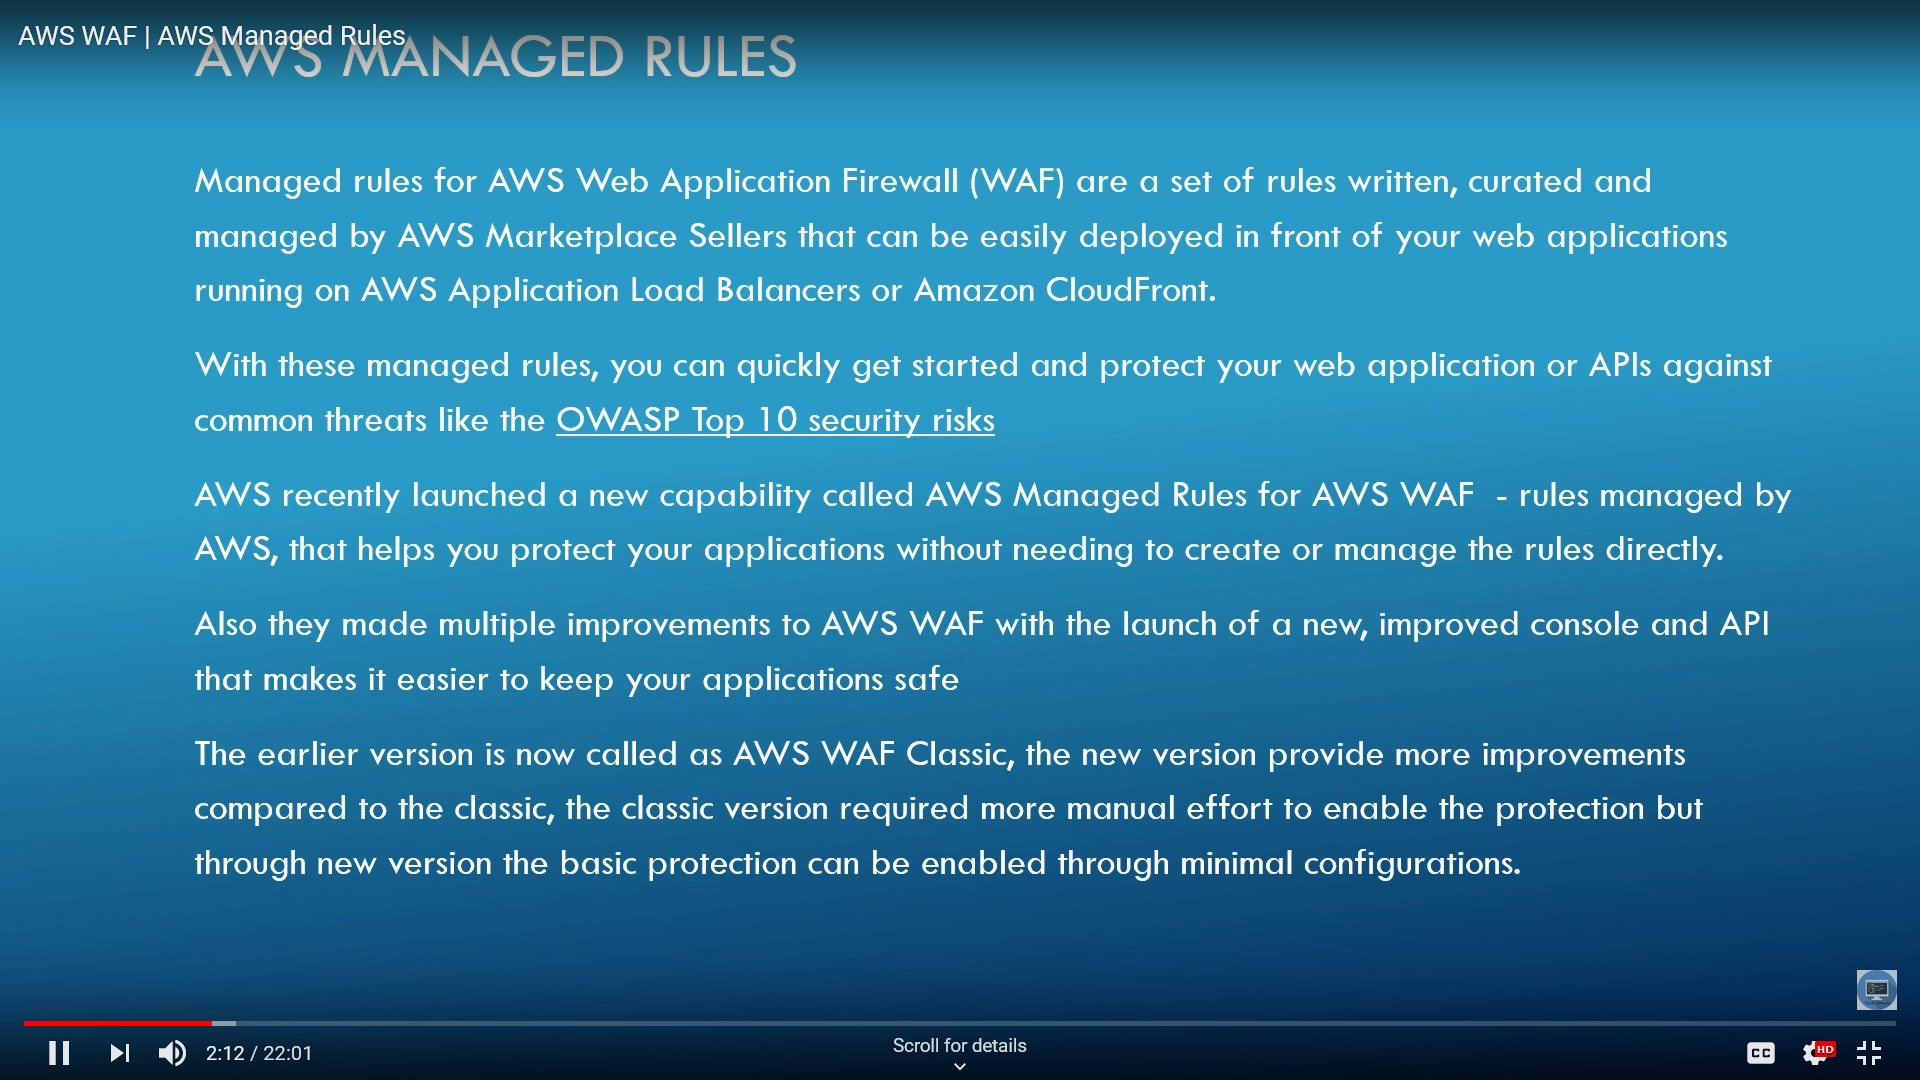 AWS WAF | AWS Managed Rules
AWS MANAGED RULES
Managed rules for AWS Web Application Firewall (WAF) are a set of rules written, curated and
managed by AWS Marketplace Sellers that can be easily deployed in front of your web applications
running on AWS Application Load Balancers or Amazon CloudFront.
With these managed rules, you can quickly get started and protect your web application or APIs against
common threats like the OWASP Top 10 security risks
AWS recently launched a new capability called AWS Managed Rules for AWS WAF - rules managed by
AWS, that helps you protect your applications without needing to create or manage the rules directly.
Also they made multiple improvements to AWS WAF with the launch of a new, improved console and API
that makes it easier to keep your applications safe
The earlier version is now called as AWS WAF Classic, the new version provide more improvements
compared to the classic, the classic version required more manual effort to enable the protection but
through new version the basic protection can be enabled through minimal configurations.
2:12 / 22:01
Scroll for details
CC
HD